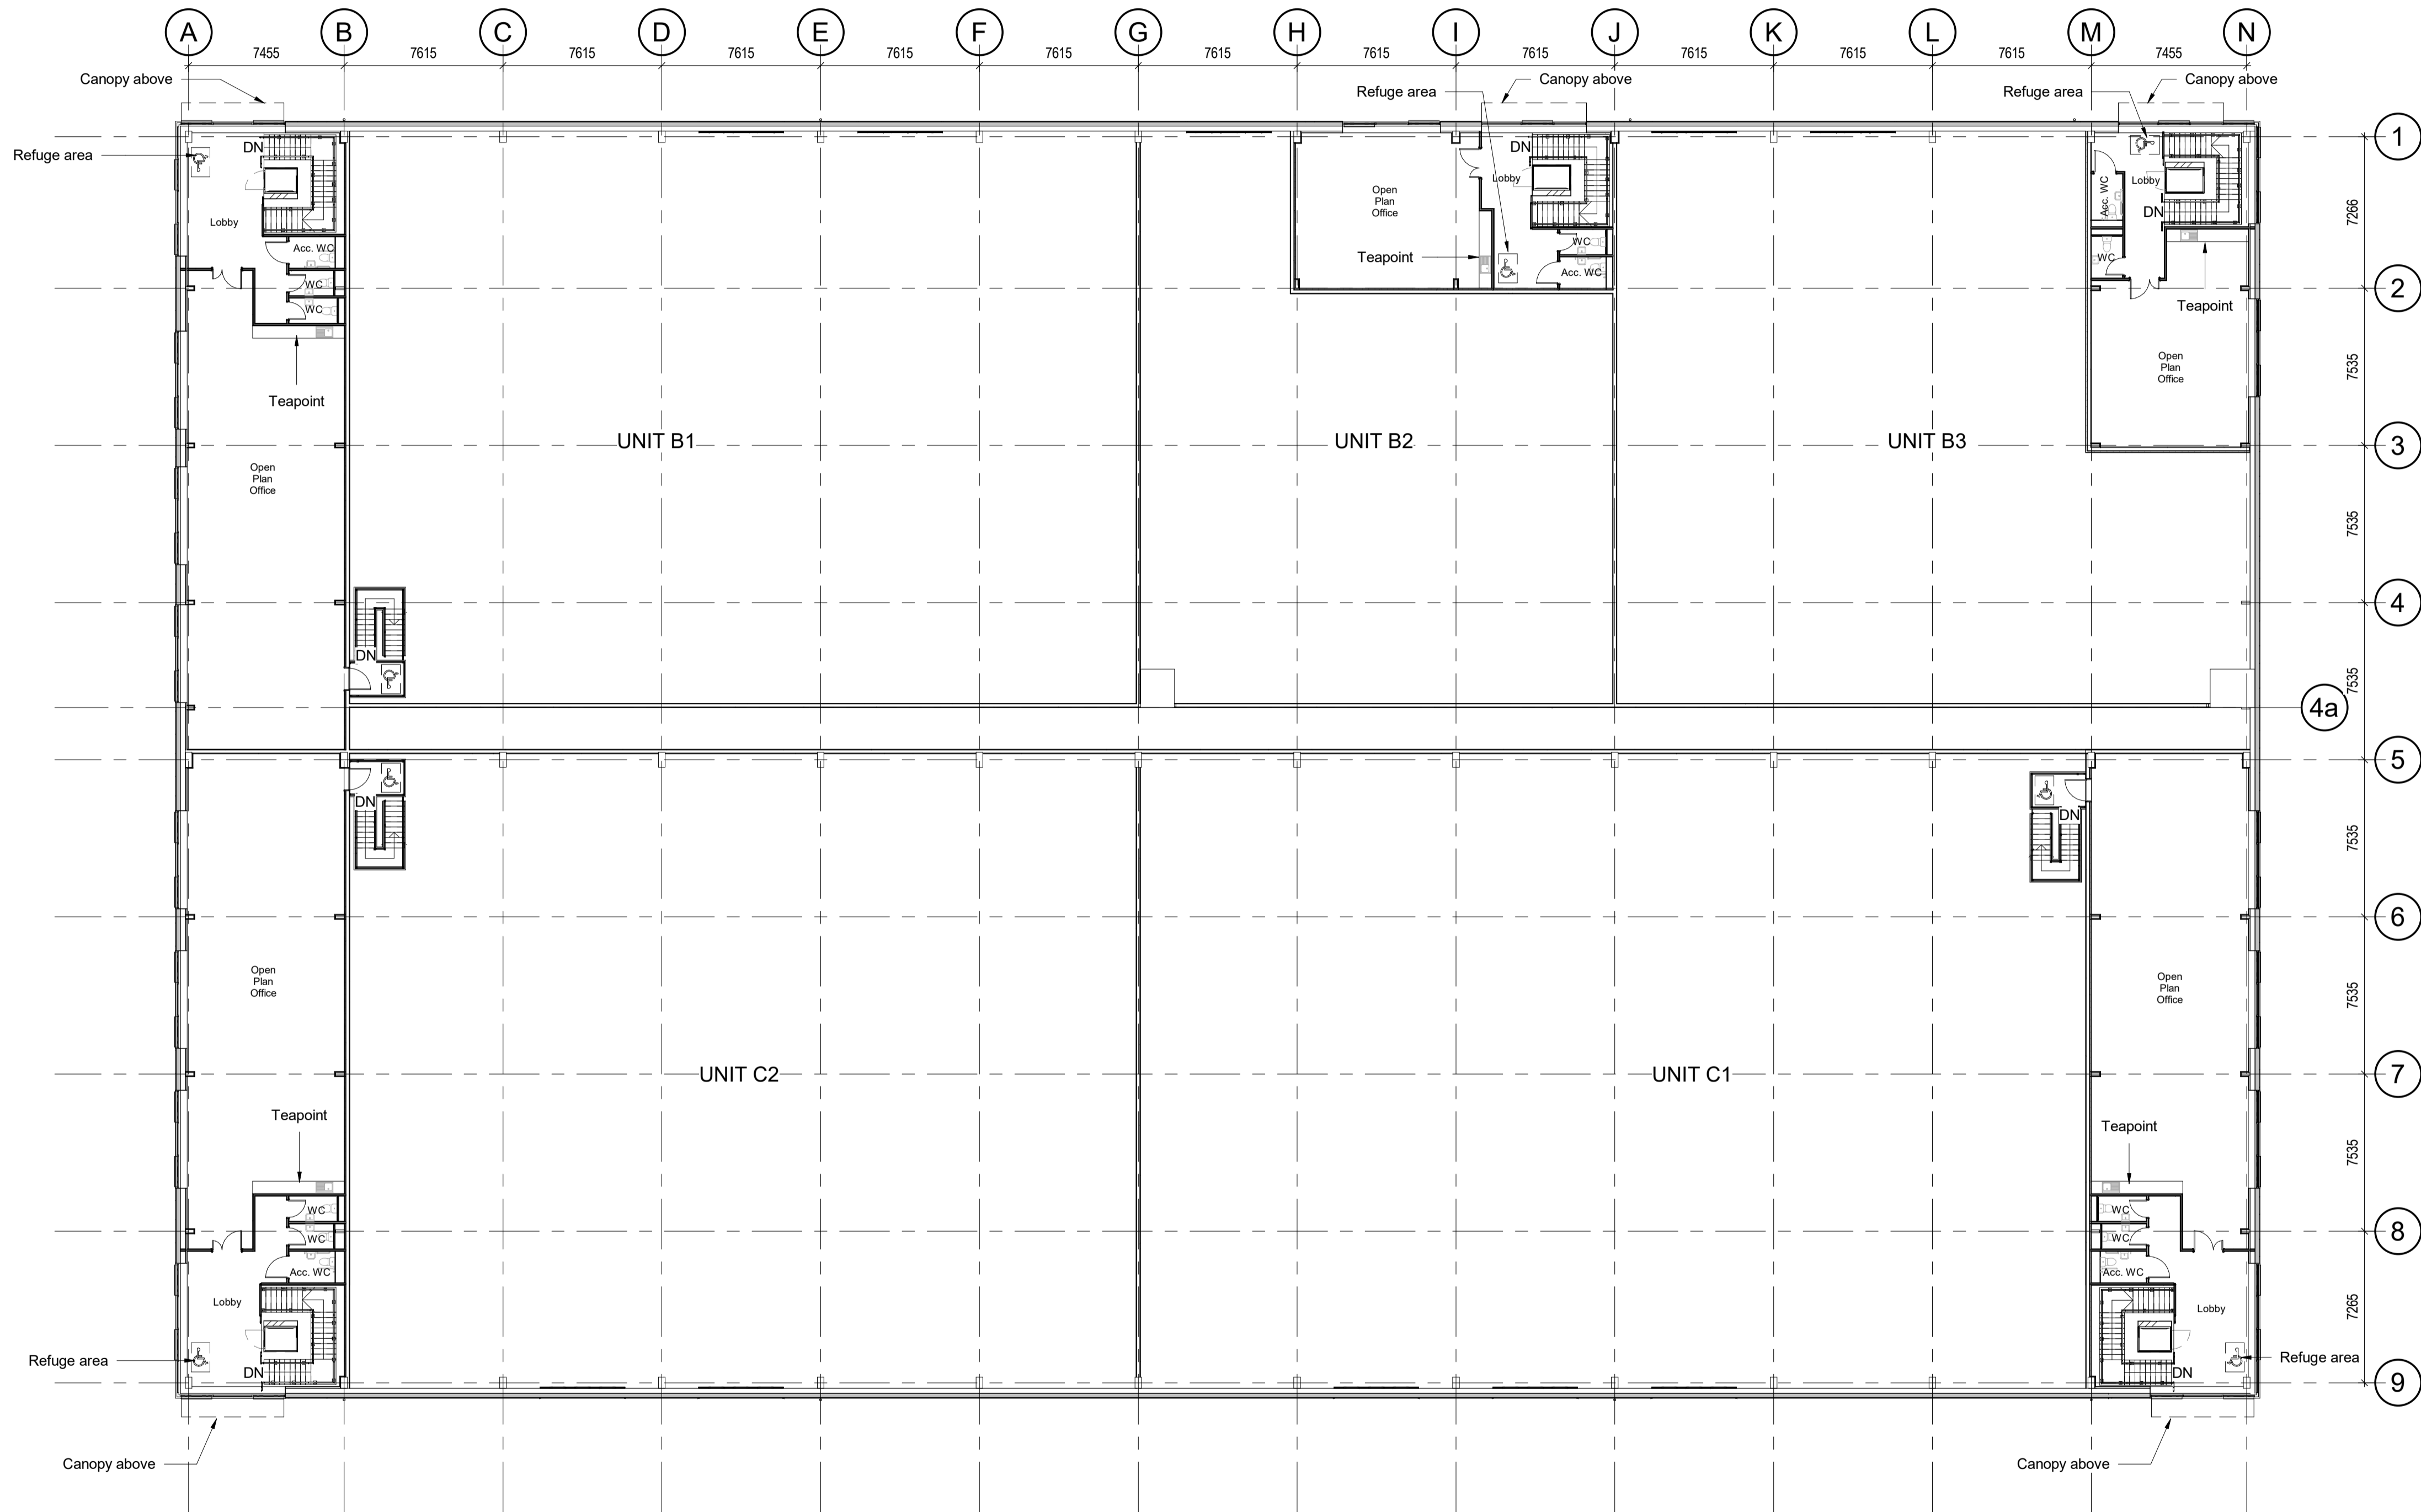 A B C D E F G H I J K L M N
7455 7615 7615 7615 7615 7615 7615 7615 7615 7615 7615 7615 7455
Canopy above
Canopy above
Canopy above
Refuge area
Refuge area
1
Refuge area
DN
DN
Lobby
Lobby
Acc. WC
DN
Lobby
7266
Open
Plan
Office
Acc. WC
WC
WC
WC
Teapoint
Acc. WC
WC
2
Teapoint
Open
Plan
Office
7535
Teapoint
UNIT B1
UNIT B2
UNIT B3
3
Open
Plan
Office
7535
4
DN
7535
4a
5
DN
DN
7535
6
Open
Plan
Office
Open
Plan
Office
7535
UNIT C2
UNIT C1
7
Teapoint
Teapoint
7535
WC
WC
WC
WC
8
Acc. WC
Acc. WC
Lobby
Lobby
7265
Refuge area
DN
DN
Refuge area
9
Canopy above
Canopy above